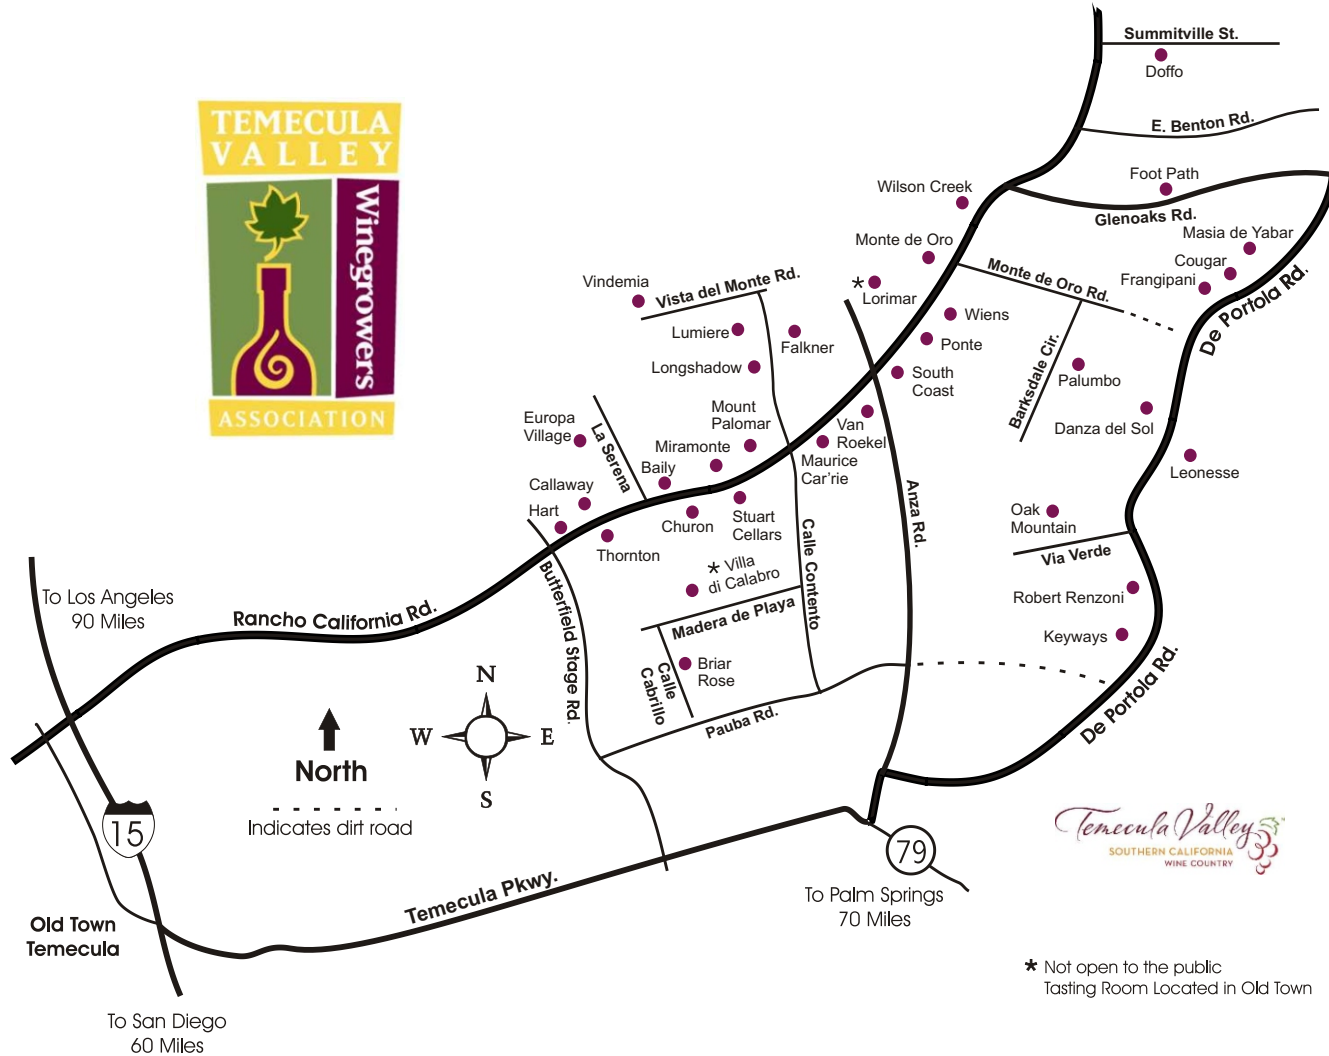 TEMECULA
VALLEY
Winegrowers
ASSOCIATION
Summitville St.
Doffo
E. Benton Rd.
Foot Path
Glenoaks Rd.
Wilson Creek
Masia de Yabar
Cougar
Frangipani
De Portola Rd.
Monte de Oro
Monte de Oro Rd.
* Lorimar
Vindemia
Vista del Monte Rd.
Lumiere
Falkner
Longshadow
Wiens
Ponte
South
Coast
Barksdale Cir.
Palumbo
Danza del Sol
Leonesse
Mount
Palomar
Van
Roekel
Maurice
Car'rie
Europa
Village
La Serena
Miramonte
Baily
Callaway
Hart
Thornton
Churon
Stuart
Cellars
Anza Rd.
Oak
Mountain
Via Verde
Robert Renzoni
Keyways
De Portola Rd.
* Villa
di Calabro
Calle Contento
Madera de Playa
Calle
Cabrillo
Briar
Rose
Pauba Rd.
Butterfield Stage Rd.
Rancho California Rd.
To Los Angeles
90 Miles
N
W
E
S
North
Indicates dirt road
15
79
To Palm Springs
70 Miles
Temecula Pkwy.
Old Town
Temecula
To San Diego
60 Miles
Temecula Valley
SOUTHERN CALIFORNIA
WINE COUNTRY
* Not open to the public
Tasting Room Located in Old Town